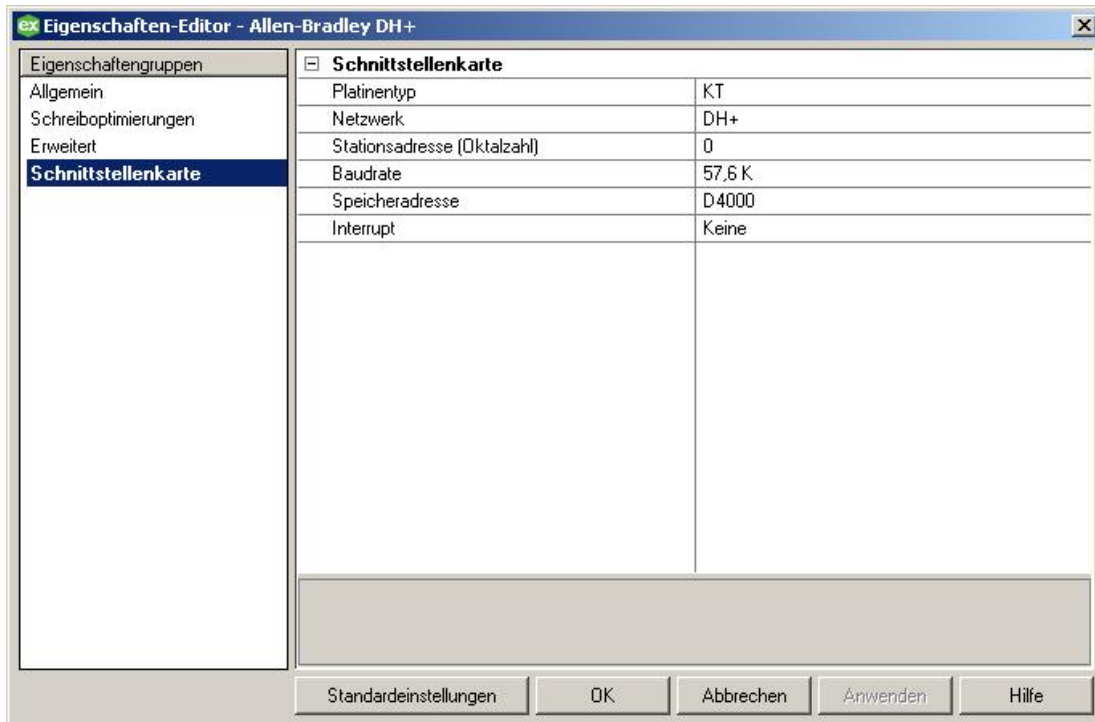 ex Eigenschaften-Editor - Allen-Bradley DH+
Eigenschaftengruppen
Allgemein
Schreiboptimierungen
Erweitert
Schnittstellenkarte
Schnittstellenkarte
Platinentyp KT
Netzwerk DH+
Stationsadresse (Oktalzahl) 0
Baudrate 57,6 K
Speicheradresse D4000
Interrupt Keine
Standardeinstellungen OK Abbrechen Anwenden Hilfe